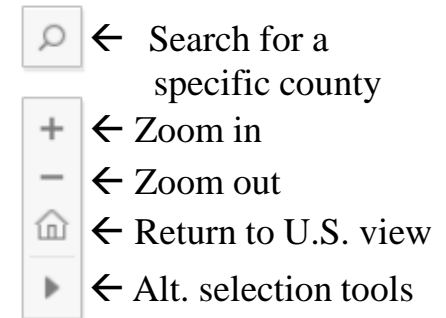 ← Search for a
specific county
← Zoom in
← Zoom out
← Return to U.S. view
← Alt. selection tools